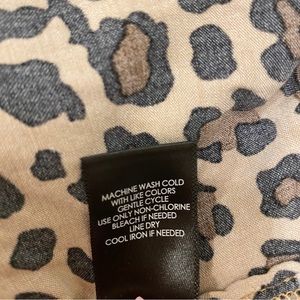 MACHINE WASH COLD
WITH LIKE COLORS
GENTLE CYCLE
USE ONLY NON-CHLORINE
BLEACH IF NEEDED
LINE DRY
COOL IRON IF NEEDED